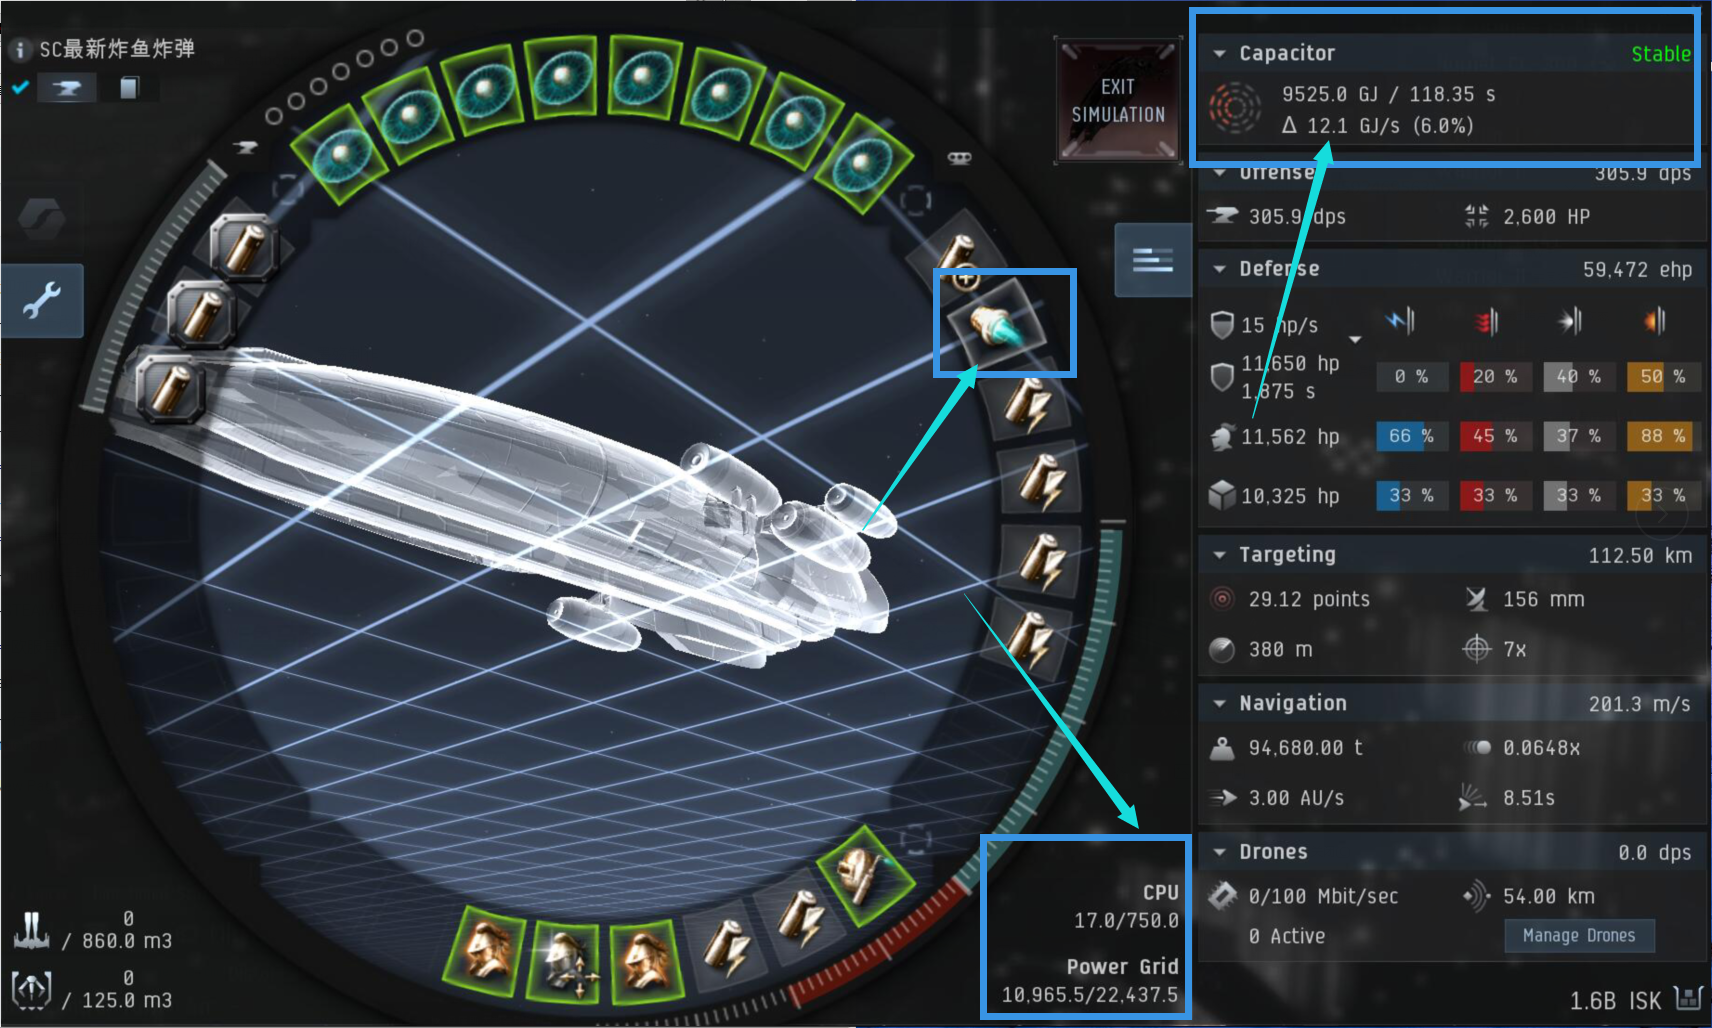 SC最新炸鱼炸弹
EXIT
SIMULATION
Capacitor
Stable
9525.0 GJ / 118.35 s
Δ 12.1 GJ/s (6.0%)
Offense
305.9 dps
305.9 dps
2,600 HP
Defense
59,472 ehp
15 hp/s
11,650 hp
1,875 s
0 %
20 %
40 %
50 %
11,562 hp
66 %
45 %
37 %
88 %
10,325 hp
33 %
33 %
33 %
33 %
Targeting
112.50 km
29.12 points
156 mm
380 m
7x
Navigation
201.3 m/s
94,680.00 t
0.0648x
3.00 AU/s
8.51s
Drones
0.0 dps
0/100 Mbit/sec
54.00 km
0 Active
Manage Drones
1.6B ISK
CPU
17.0/750.0
Power Grid
10,965.5/22,437.5
0
/ 860.0 m3
0
/ 125.0 m3